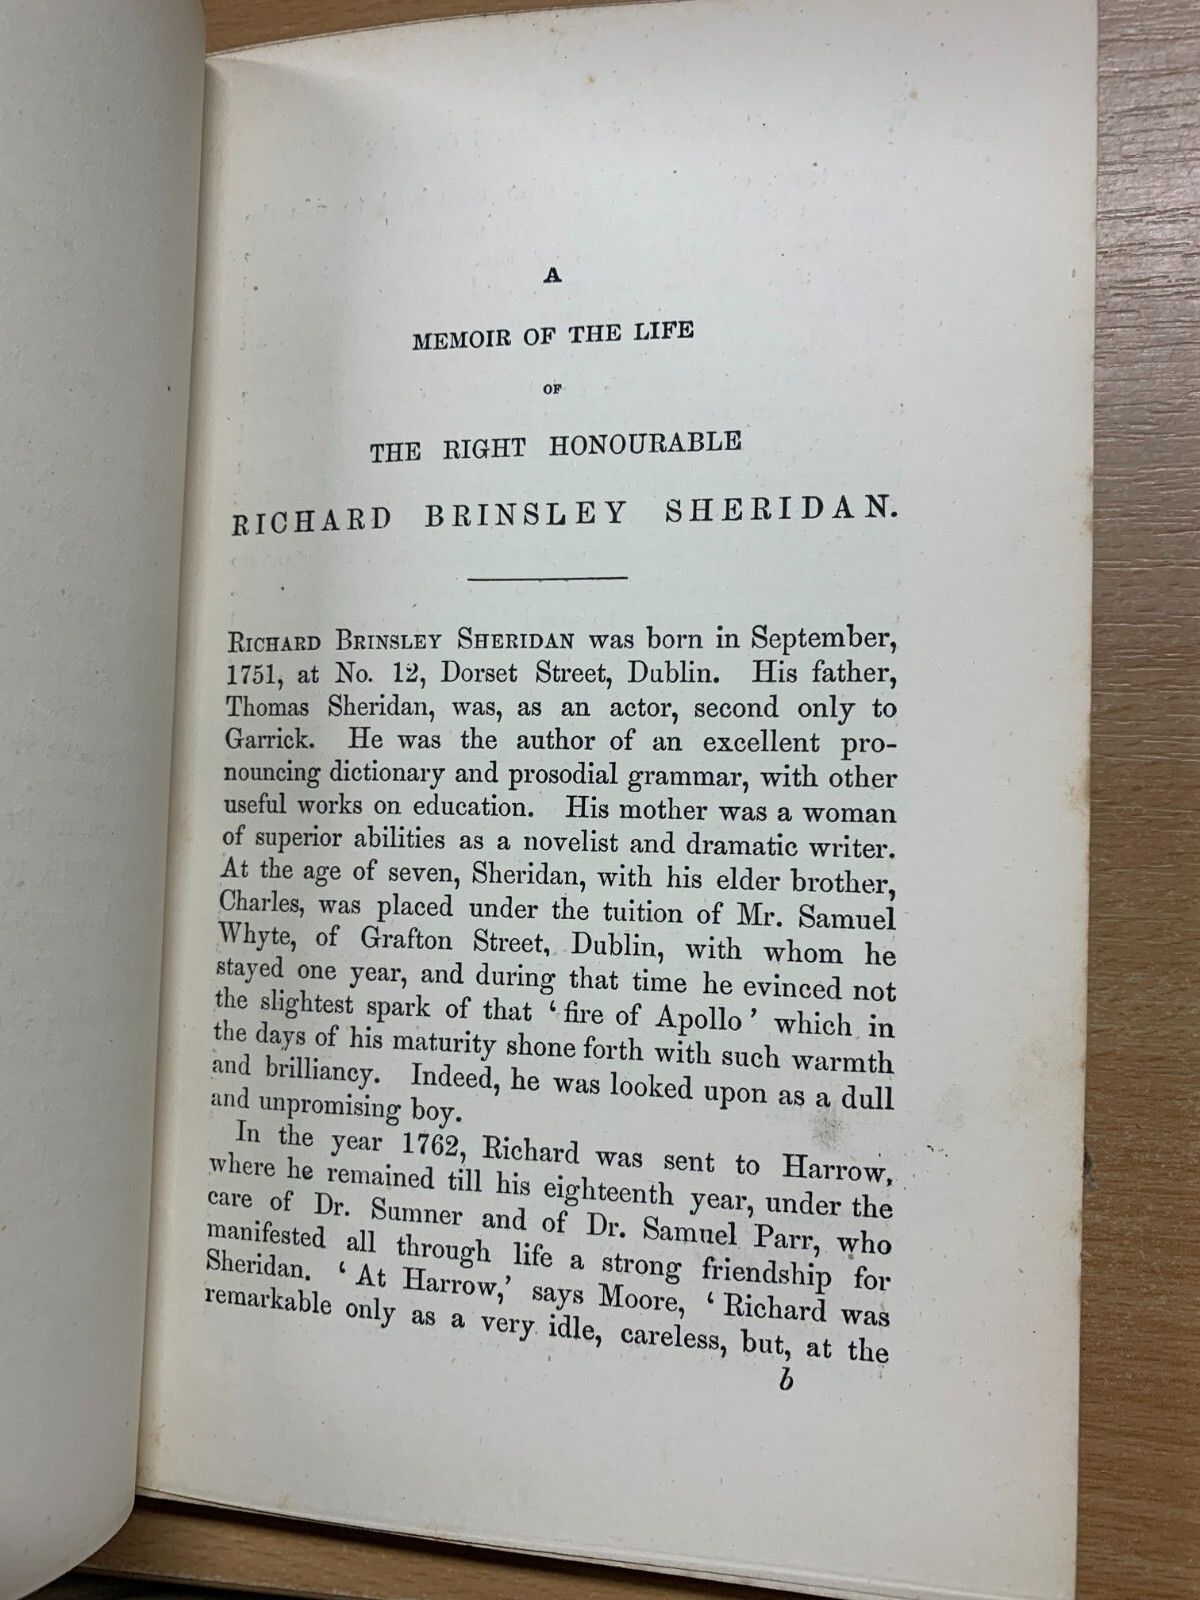 A
MEMOIR OF THE LIFE
OF
THE RIGHT HONOURABLE
RICHARD BRINSLEY SHERIDAN.
RICHARD BRINSLEY SHERIDAN was born in September,
1751, at No. 12, Dorset Street, Dublin. His father,
Thomas Sheridan, was, as an actor, second only to
Garrick. He was the author of an excellent pro-
nouncing dictionary and prosodial grammar, with other
useful works on education. His mother was a woman
of superior abilities as a novelist and dramatic writer.
At the age of seven, Sheridan, with his elder brother,
Charles, was placed under the tuition of Mr. Samuel
Whyte, of Grafton Street, Dublin, with whom he
stayed one year, and during that time he evinced not
the slightest spark of that ‘fire of Apollo’ which in
the days of his maturity shone forth with such warmth
and brilliancy. Indeed, he was looked upon as a dull
and unpromising boy.
In the year 1762, Richard was sent to Harrow,
where he remained till his eighteenth year, under the
care of Dr. Sumner and of Dr. Samuel Parr, who
manifested all through life a strong friendship for
Sheridan. ‘At Harrow,’ says Moore, ‘Richard was
remarkable only as a very idle, careless, but, at the
b